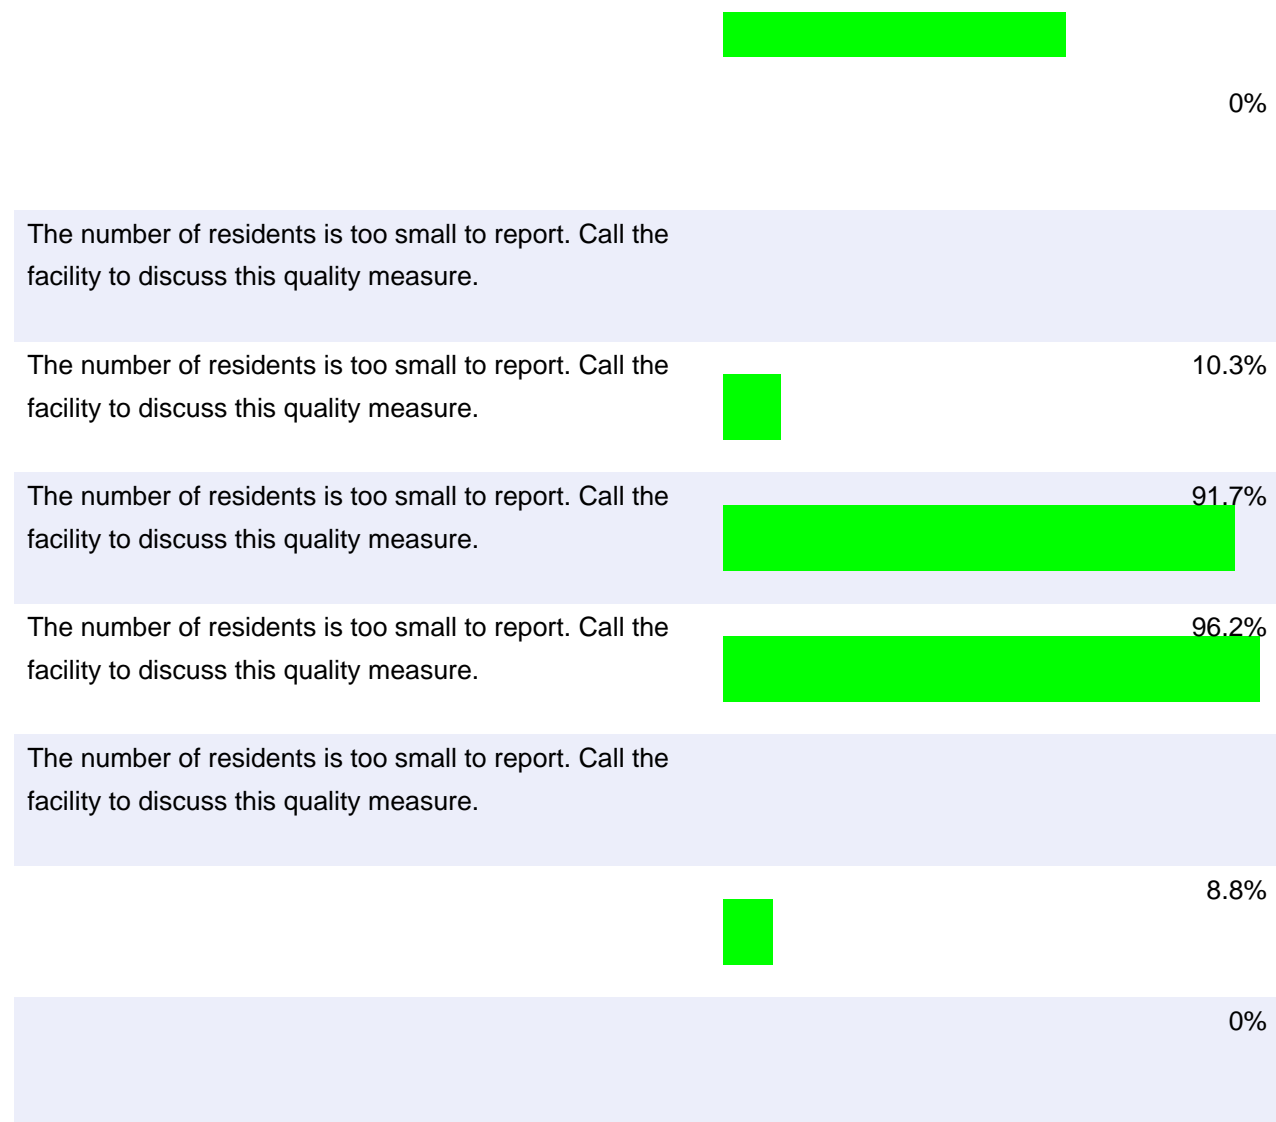 0%
The number of residents is too small to report. Call the
facility to discuss this quality measure.
The number of residents is too small to report. Call the
10.3%
facility to discuss this quality measure.
The number of residents is too small to report. Call the
91.7%
facility to discuss this quality measure.
The number of residents is too small to report. Call the
96.2%
facility to discuss this quality measure.
The number of residents is too small to report. Call the
facility to discuss this quality measure.
8.8%
0%